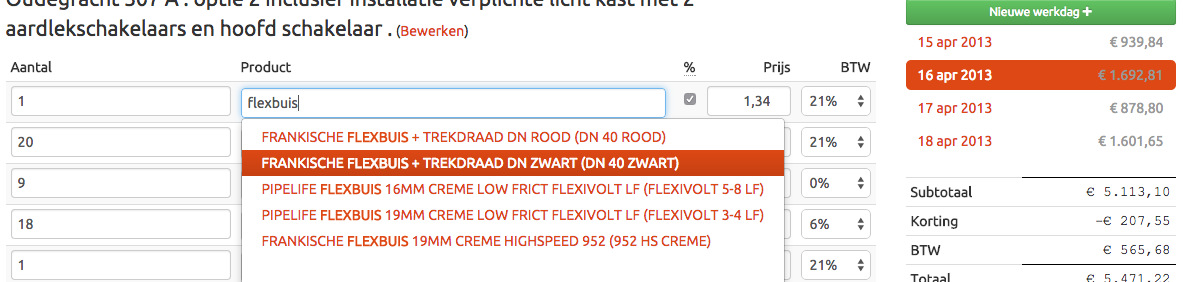 Oudegracht 307 A : optie 2 inclusief installatie verplichte licht kast met 2
aardlekschakelaars en hoofd schakelaar . (Bewerken)
Aantal Product % Prijs BTW
1 flexbuis 1,34 21%
FRANKISCHE FLEXBUIS + TREKDRAAD DN ROOD (DN 40 ROOD)
20 21%
FRANKISCHE FLEXBUIS + TREKDRAAD DN ZWART (DN 40 ZWART)
9 PIPELIFE FLEXBUIS 16MM CREME LOW FRICT FLEXIVOLT LF (FLEXIVOLT 5-8 LF) 0%
PIPELIFE FLEXBUIS 19MM CREME LOW FRICT FLEXIVOLT LF (FLEXIVOLT 3-4 LF)
18 6%
FRANKISCHE FLEXBUIS 19MM CREME HIGHSPEED 952 (952 HS CREME)
1 21%
Nieuwe werkdag +
15 apr 2013 € 939,84
16 apr 2013 € 1.692,81
17 apr 2013 € 878,80
18 apr 2013 € 1.601,65
Subtotaal € 5.113,10
Korting -€ 207,55
BTW € 565,68
Totaal € 5.471,22